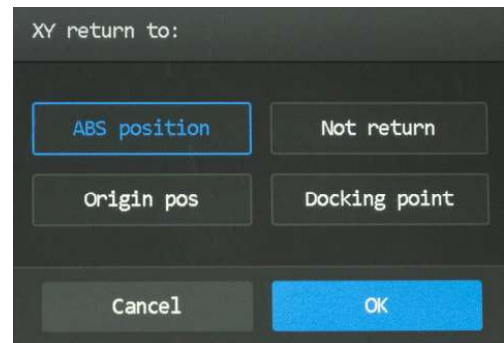 XY return to:
ABS position
Not return
Origin pos
Docking point
Cancel
OK